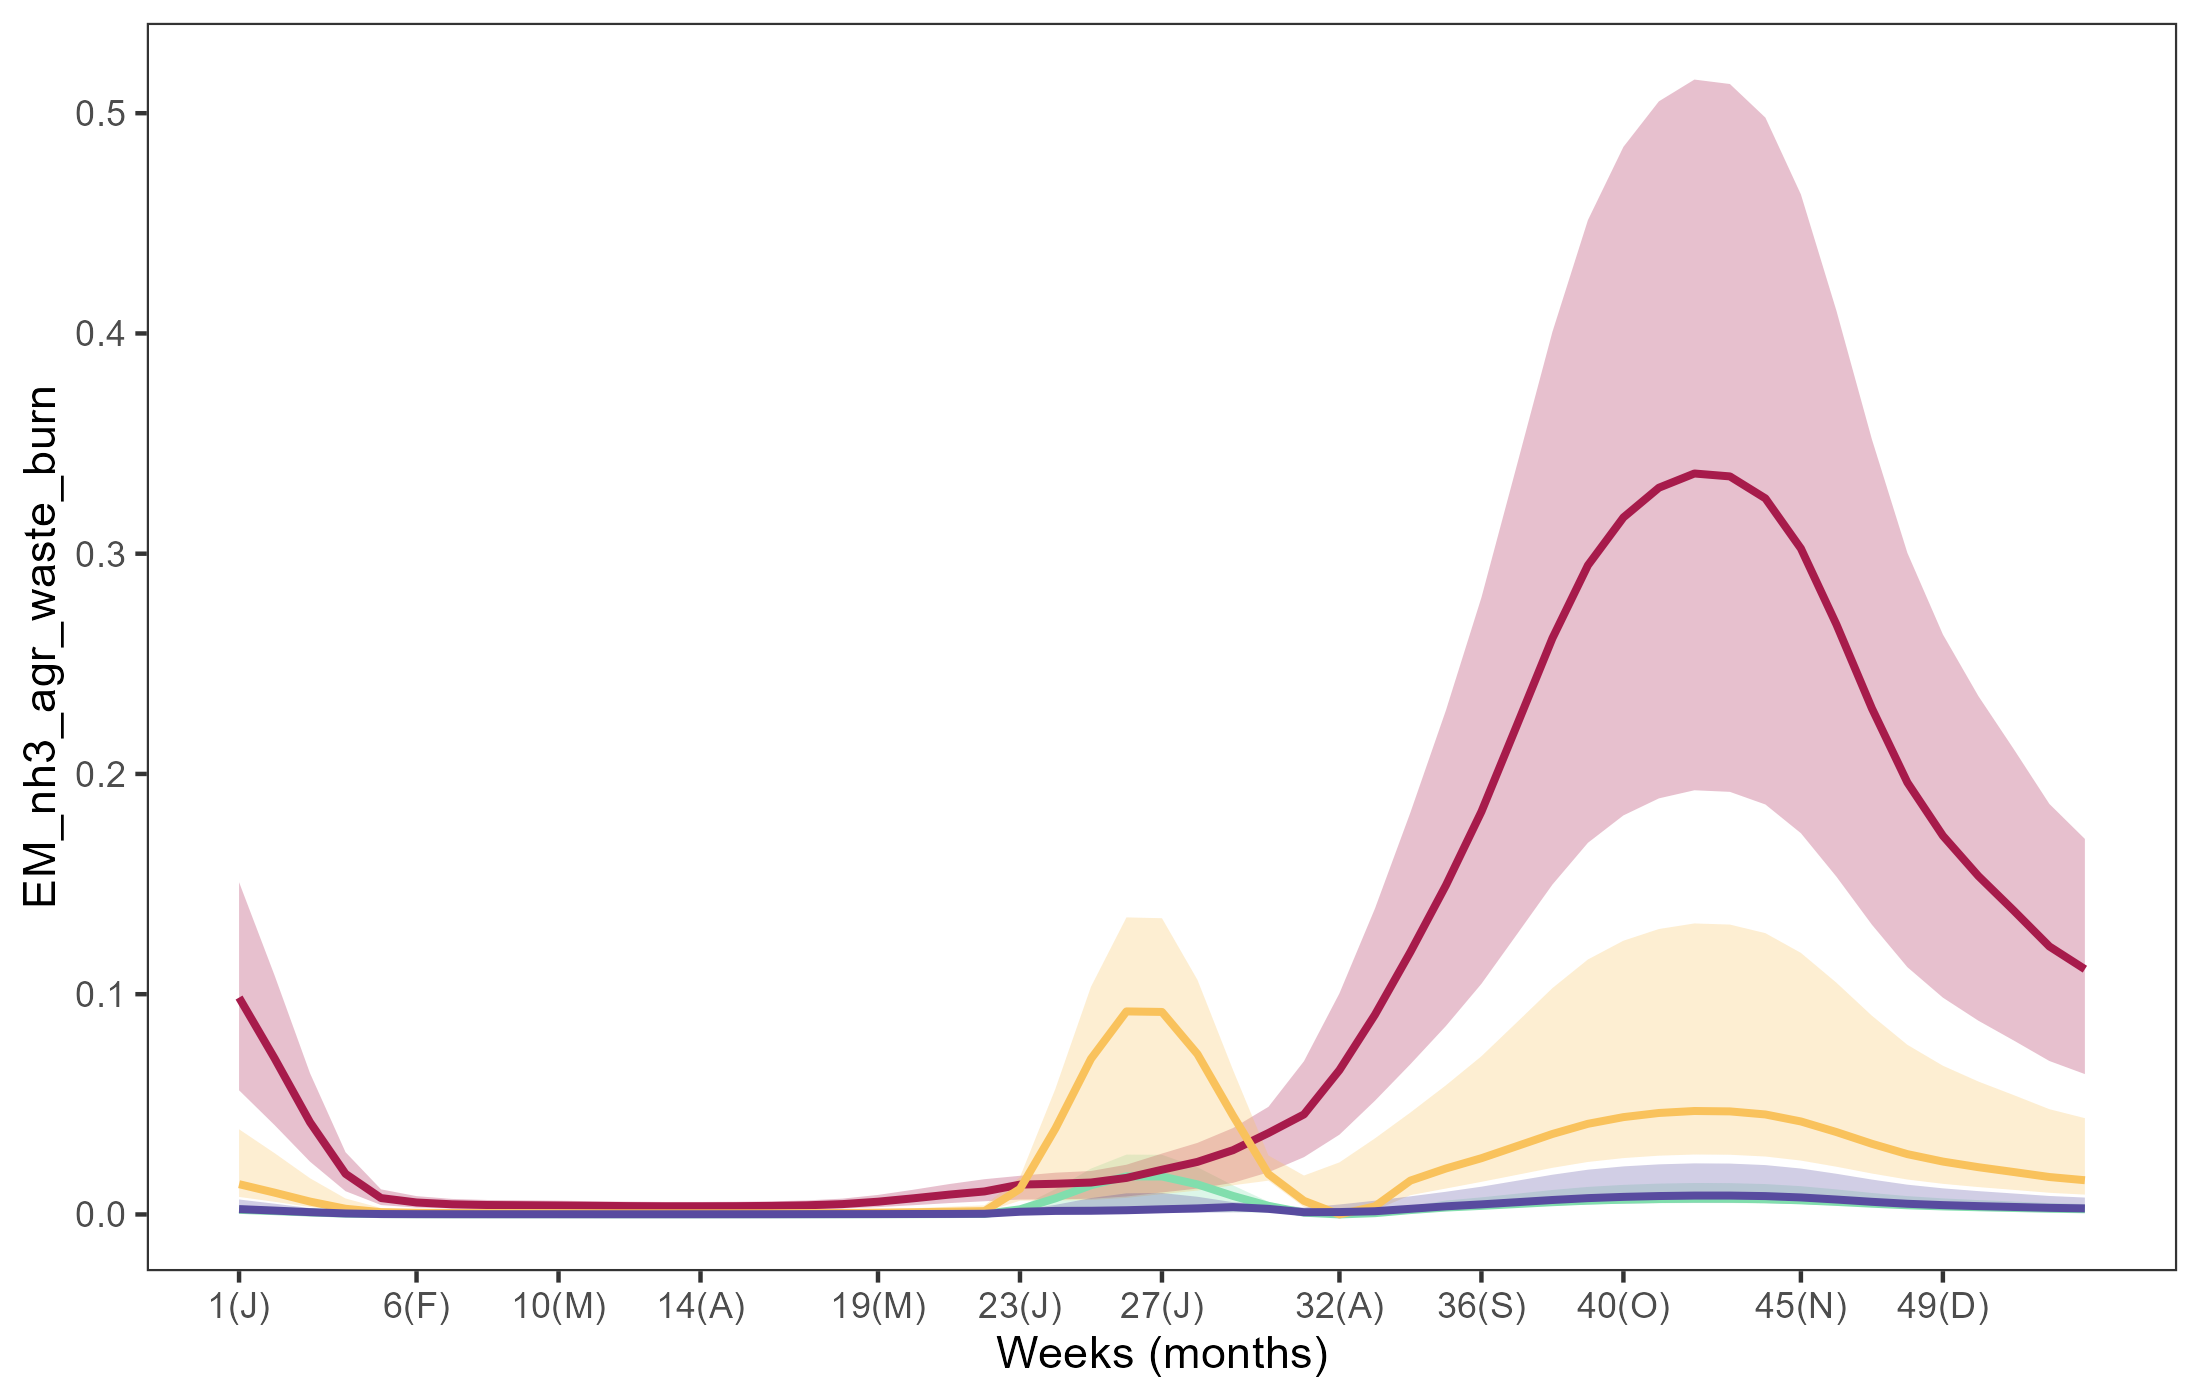 EM_nh3_agr_waste_burn
0.5
0.4
0.3
0.2
0.1
0.0
1(J) 6(F) 10(M) 14(A) 19(M) 23(J) 27(J) 32(A) 36(S) 40(O) 45(N) 49(D)
Weeks (months)